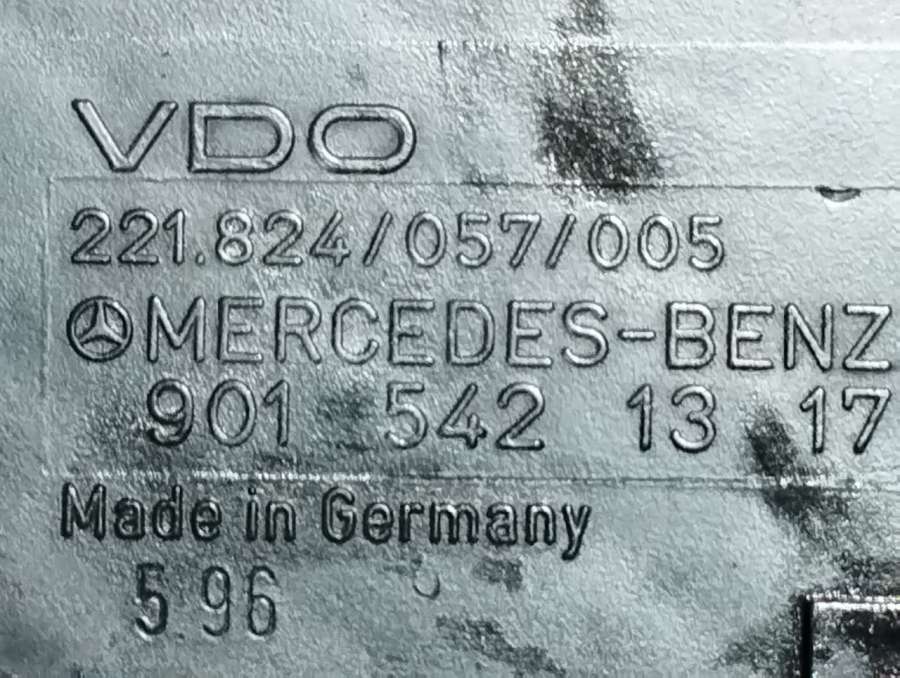 VDO
221.824/057/005
MERCEDES-BENZ
901 542 13 17
Made in Germany
5.96